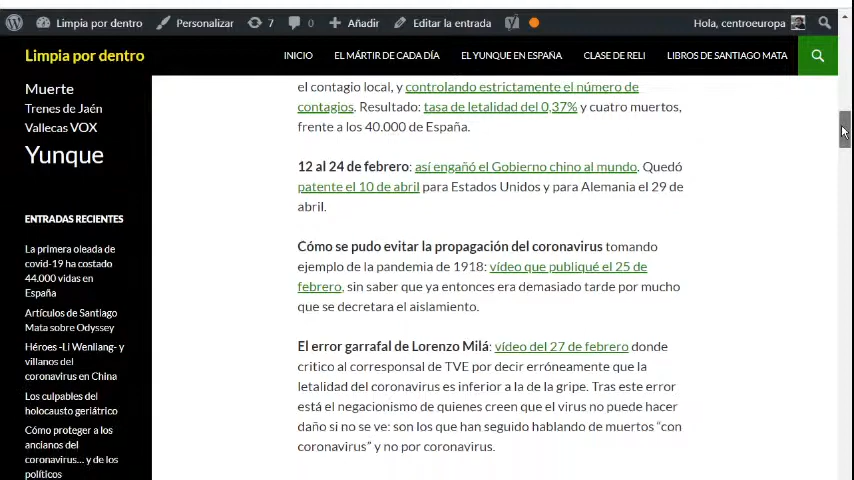 Limpia por dentro
Personalizar
7
0
Añadir
Editar la entrada
Hola, centroeuropa
Limpia por dentro
INICIO
EL MÁRTIR DE CADA DÍA
EL YUNQUE EN ESPAÑA
CLASE DE RELI
LIBROS DE SANTIAGO MATA
Muerte
Trenes de Jaén
Vallecas VOX
Yunque
ENTRADAS RECIENTES
La primera oleada de
covid-19 ha costado
44.000 vidas en
España
Artículos de Santiago
Mata sobre Odyssey
Héroes -Li Wenliang- y
villanos del
coronavirus en China
Los culpables del
holocausto geriátrico
Cómo proteger a los
ancianos del
coronavirus… y de los
políticos
el contagio local, y controlando estrictamente el número de
contagios. Resultado: tasa de letalidad del 0,37% y cuatro muertos,
frente a los 40.000 de España.
12 al 24 de febrero: así engañó el Gobierno chino al mundo. Quedó
patente el 10 de abril para Estados Unidos y para Alemania el 29 de
abril.
Cómo se pudo evitar la propagación del coronavirus tomando
ejemplo de la pandemia de 1918: vídeo que publiqué el 25 de
febrero, sin saber que ya entonces era demasiado tarde por mucho
que se decretara el aislamiento.
El error garrafal de Lorenzo Milá: vídeo del 27 de febrero donde
critico al corresponsal de TVE por decir erróneamente que la
letalidad del coronavirus es inferior a la de la gripe. Tras este error
está el negacionismo de quienes creen que el virus no puede hacer
daño si no se ve: son los que han seguido hablando de muertos “con
coronavirus” y no por coronavirus.